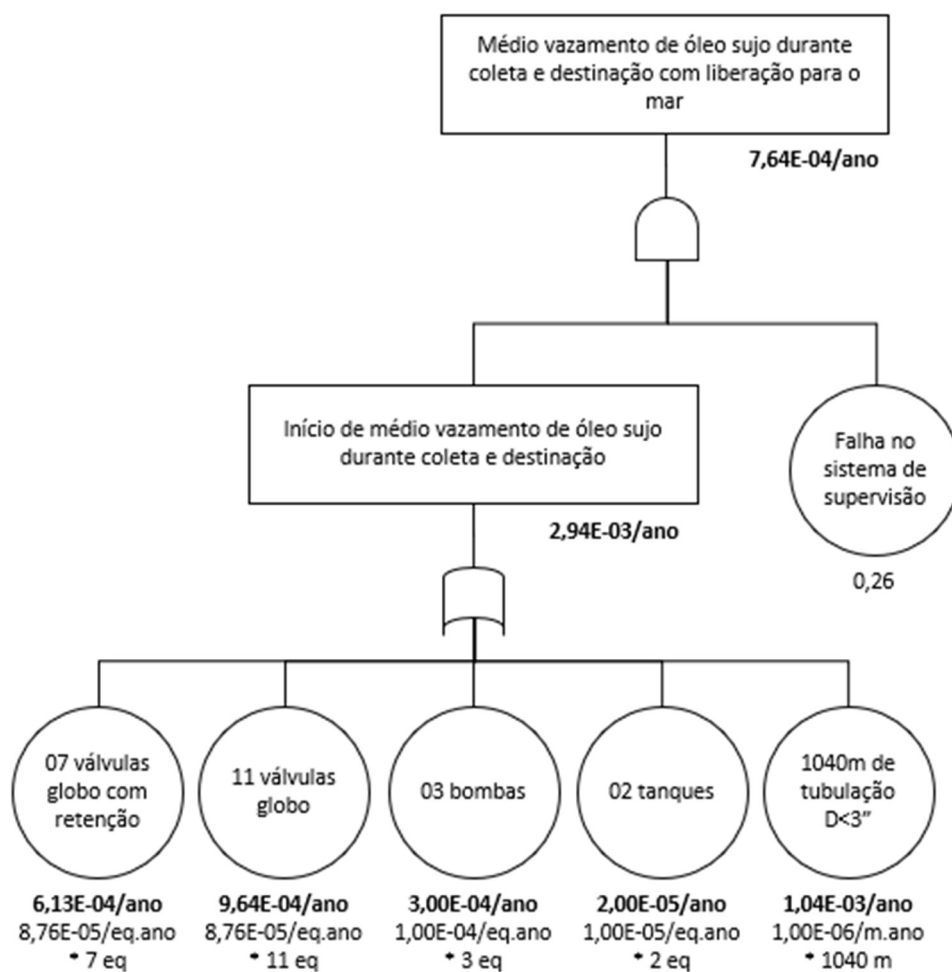 Médio vazamento de óleo sujo durante
coleta e destinação com liberação para o
mar
7,64E-04/ano
Início de médio vazamento de óleo sujo
durante coleta e destinação
2,94E-03/ano
Falha no
sistema de
supervisão
0,26
07 válvulas
globo com
retenção
6,13E-04/ano
8,76E-05/eq.ano
* 7 eq
11 válvulas
globo
9,64E-04/ano
8,76E-05/eq.ano
* 11 eq
03 bombas
3,00E-04/ano
1,00E-04/eq.ano
* 3 eq
02 tanques
2,00E-05/ano
1,00E-05/eq.ano
* 2 eq
1040m de
tubulação
D<3”
1,04E-03/ano
1,00E-06/m.ano
* 1040 m